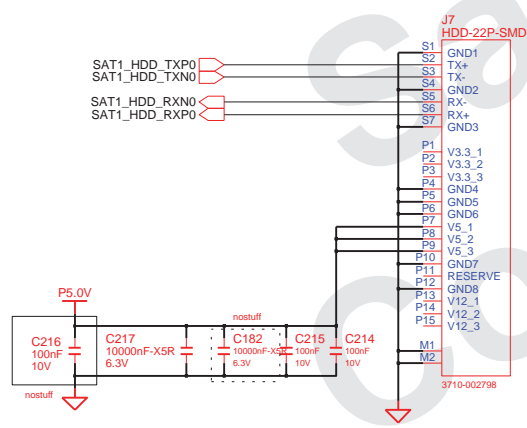 J7
HDD-22P-SMD
SAT1_HDD_TXP0
SAT1_HDD_TXN0
SAT1_HDD_RXN0
SAT1_HDD_RXP0
S1 GND1
S2 TX+
S3 TX-
S4 GND2
S5 RX-
S6 RX+
S7 GND3
P1 V3.3_1
P2 V3.3_2
P3 V3.3_3
P4 GND4
P5 GND5
P6 GND6
P7 V5_1
P8 V5_2
P9 V5_3
P10 GND7
P11 RESERVE
P12 GND8
P13 V12_1
P14 V12_2
P15 V12_3
M1
M2
3710-002798
P5.0V
nostuff
C216
100nF
10V
nostuff
C217
10000nF-X5R
6.3V
C182
10000nF-X5R
6.3V
C215
100nF
10V
C214
100nF
10V
Sa
Co